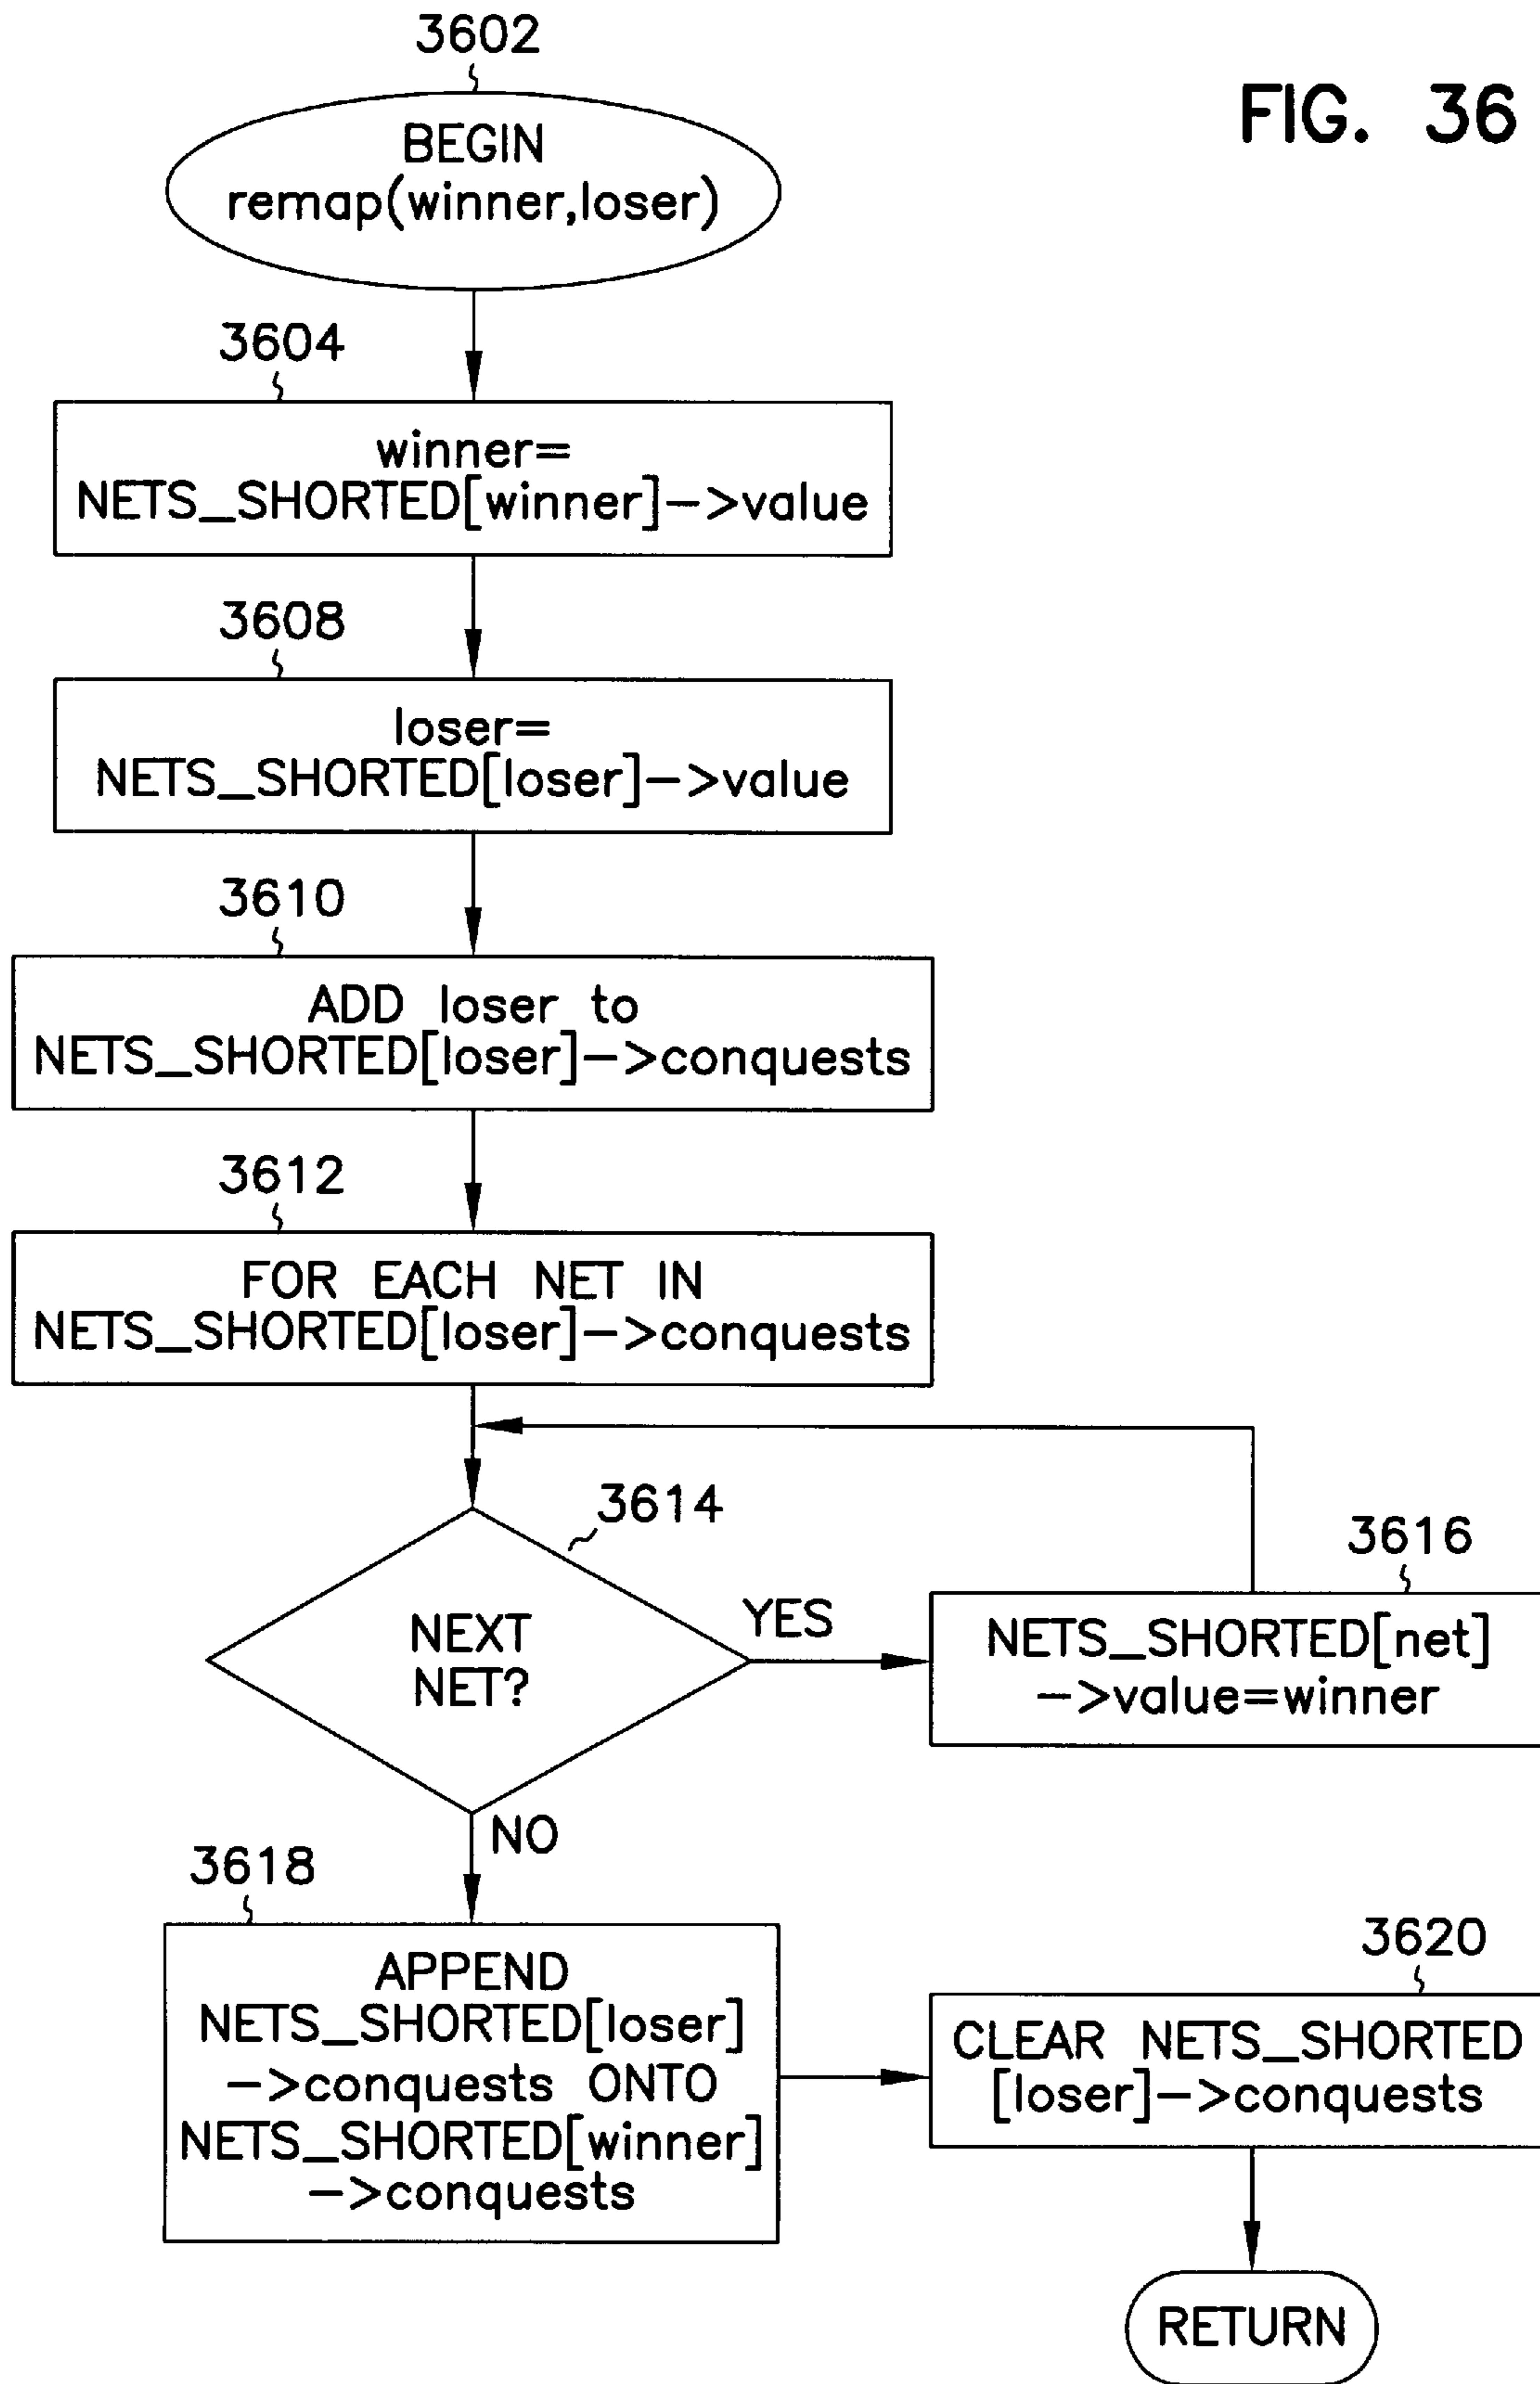 FIG. 36
3602
BEGIN
remap(winner,loser)
3604
winner=
NETS_SHORTED[winner]->value
3608
loser=
NETS_SHORTED[loser]->value
3610
ADD loser to
NETS_SHORTED[loser]->conquests
3612
FOR EACH NET IN
NETS_SHORTED[loser]->conquests
3614
NEXT
NET?
YES
3616
NETS_SHORTED[net]
->value=winner
NO
3618
APPEND
NETS_SHORTED[loser]
->conquests ONTO
NETS_SHORTED[winner]
->conquests
3620
CLEAR NETS_SHORTED
[loser]->conquests
RETURN